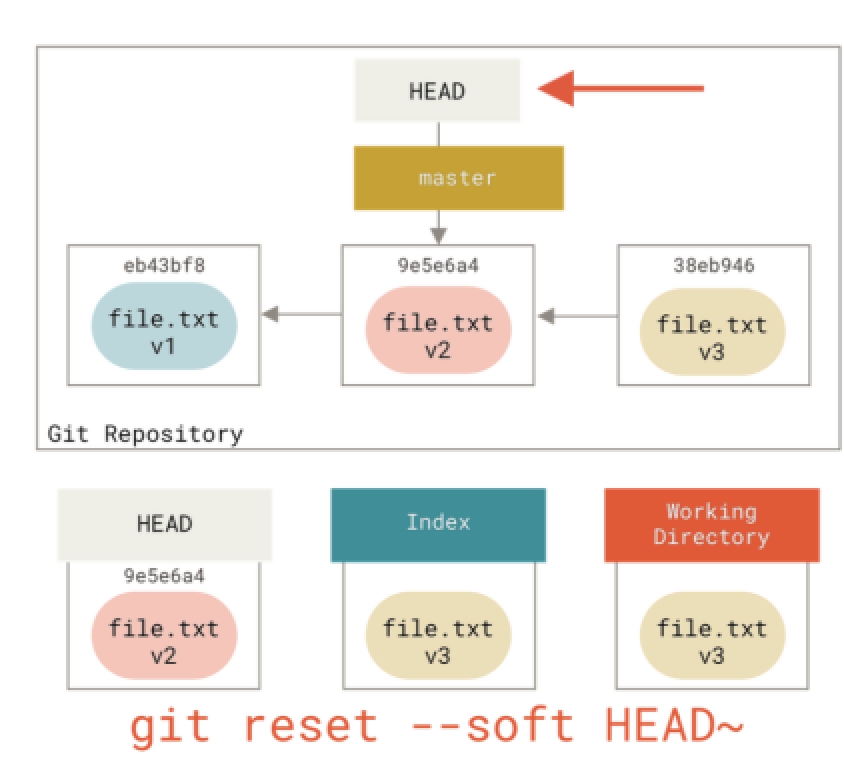 HEAD
master
eb43bf8
9e5e6a4
38eb946
file.txt
v1
file.txt
v2
file.txt
v3
Git Repository
HEAD
Index
Working
Directory
9e5e6a4
file.txt
v2
file.txt
v3
file.txt
v3
git reset --soft HEAD~